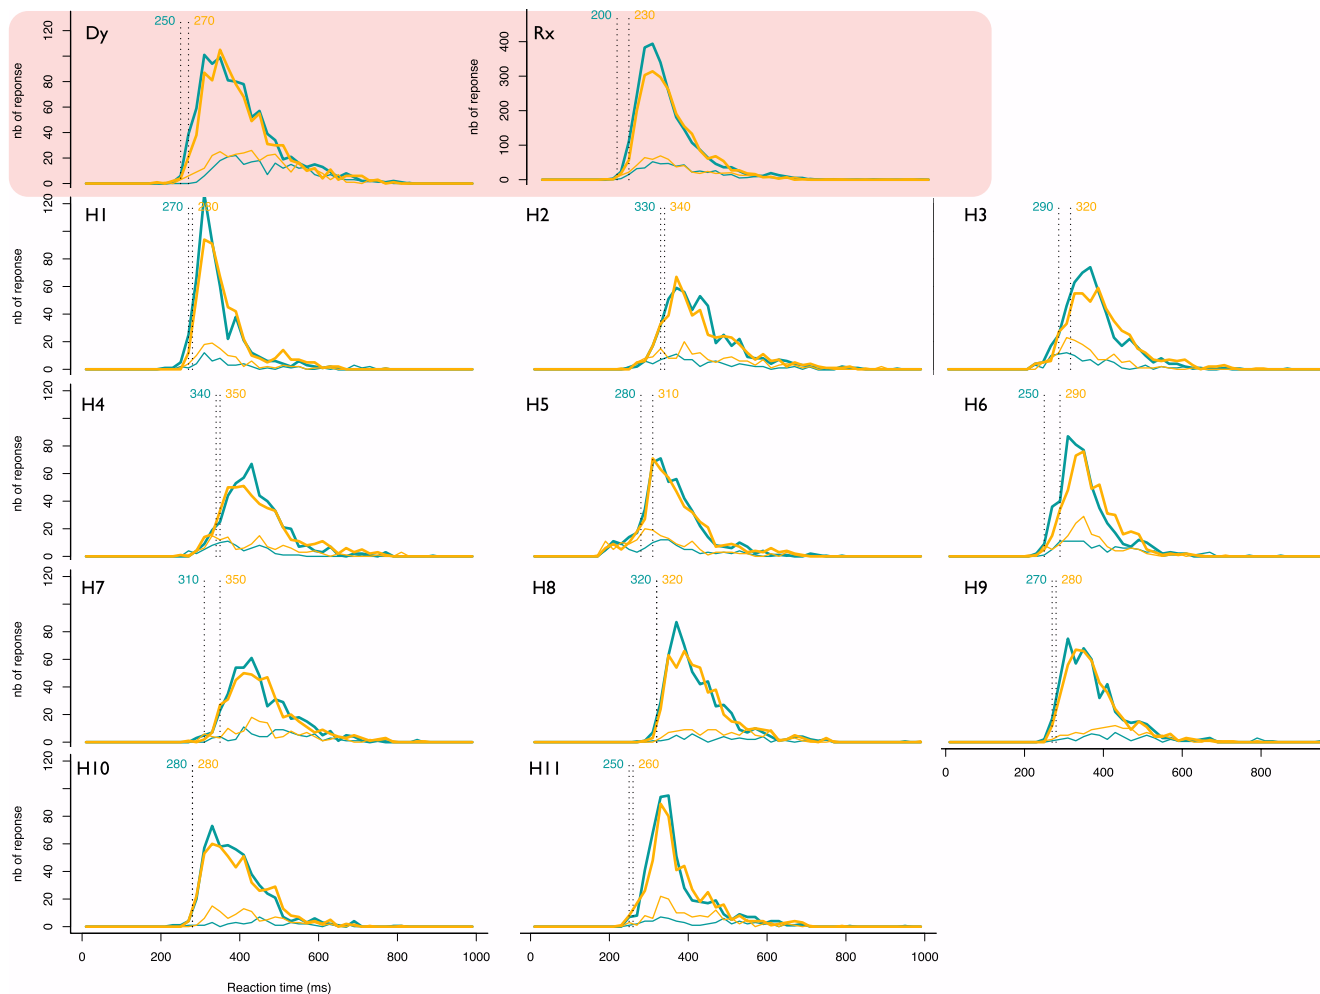 250 270
Dy
nb of reponse
0 20 40 60 80 120
200 230
Rx
nb of reponse
0 100 200 300 400
270 280
H1
nb of reponse
0 20 40 60 80 120
330 340
H2
290 320
H3
340 350
H4
nb of reponse
0 20 40 60 80 120
280 310
H5
250 290
H6
310 350
H7
nb of reponse
0 20 40 60 80 120
320 320
H8
270 280
H9
0 200 400 600 800
280 280
H10
nb of reponse
0 20 40 60 80 120
0 200 400 600 800 1000
Reaction time (ms)
250 260
H11
0 200 400 600 800 1000